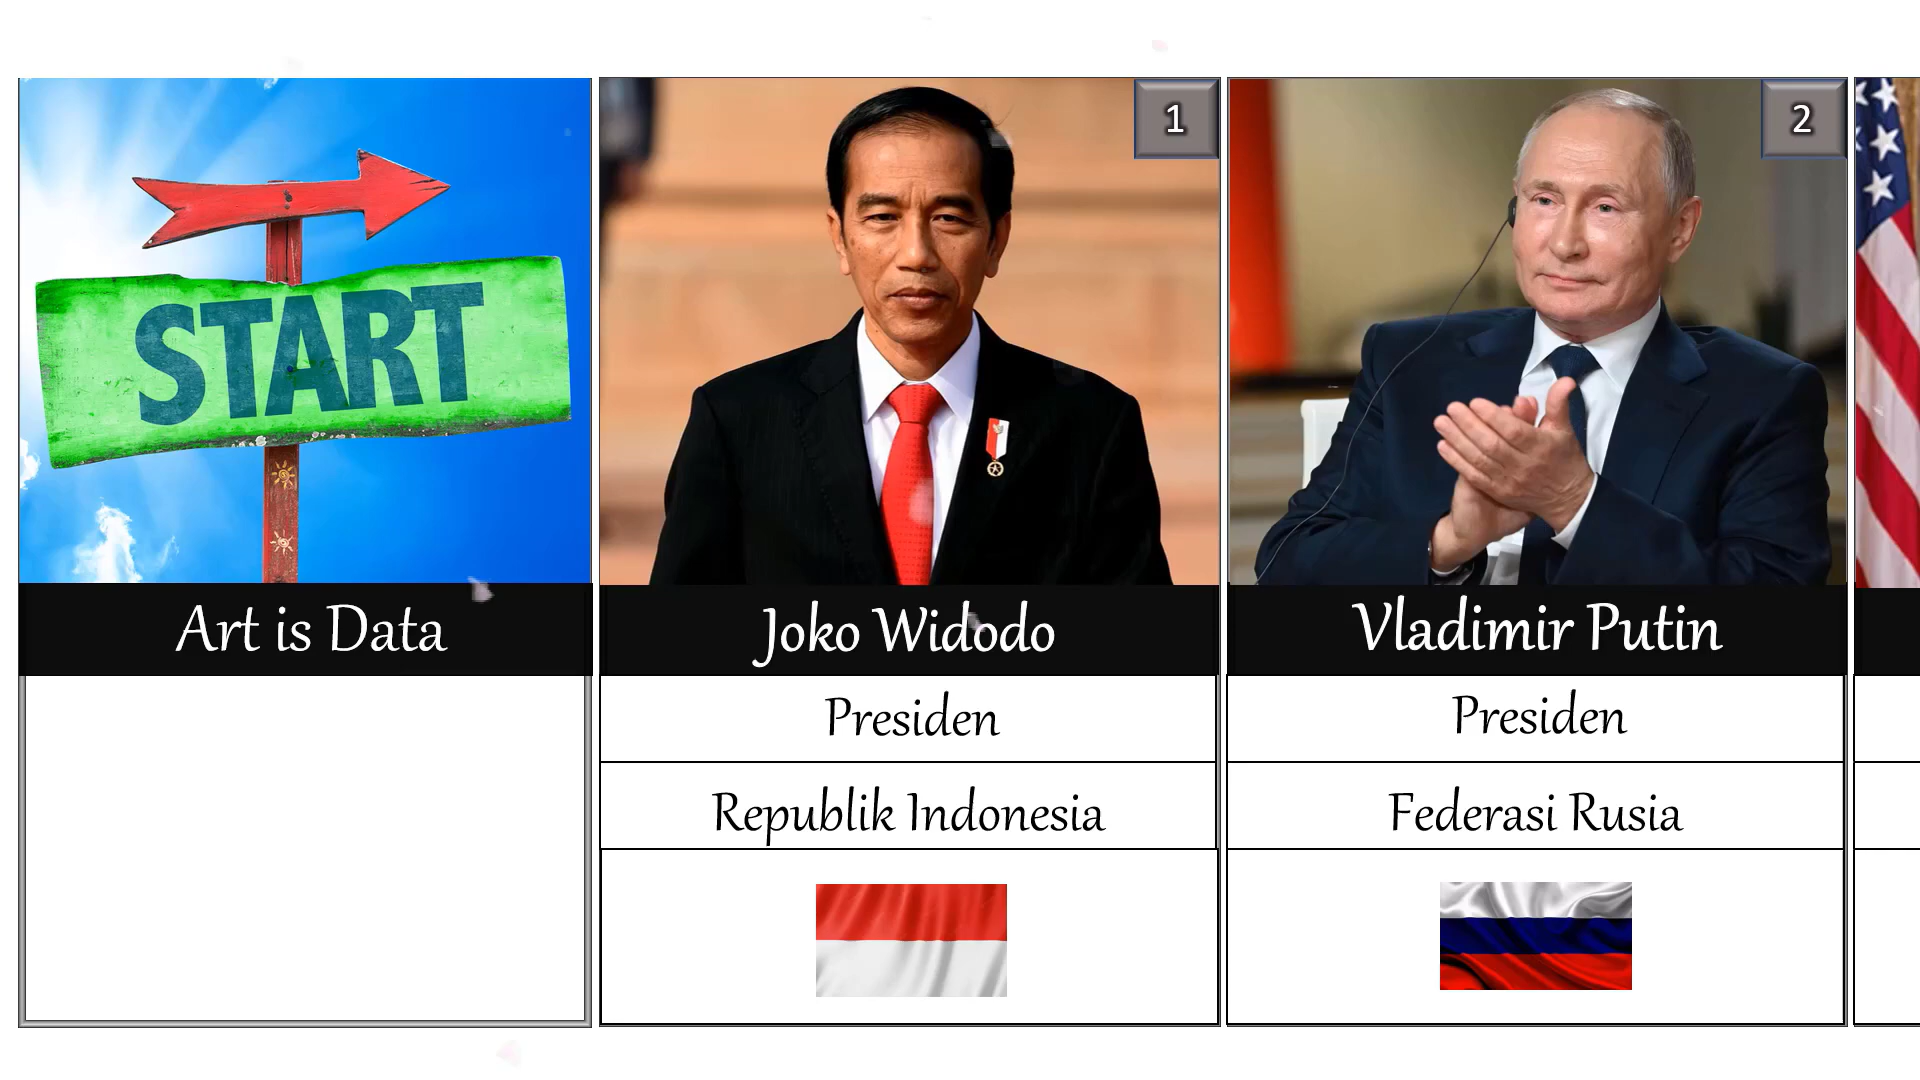 START
Art is Data
1
Joko Widodo
Presiden
Republik Indonesia
2
Vladimir Putin
Presiden
Federasi Rusia